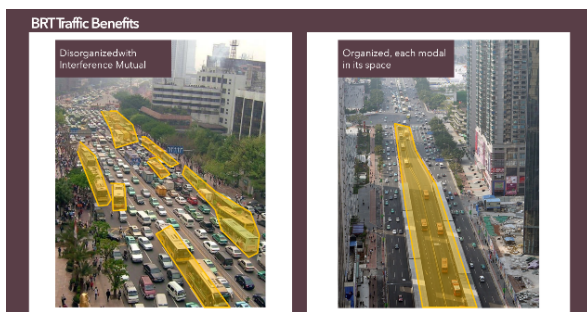 BRT Traffic Benefits
Disorganizedwith
Interference Mutual
Organized, each modal
in its space